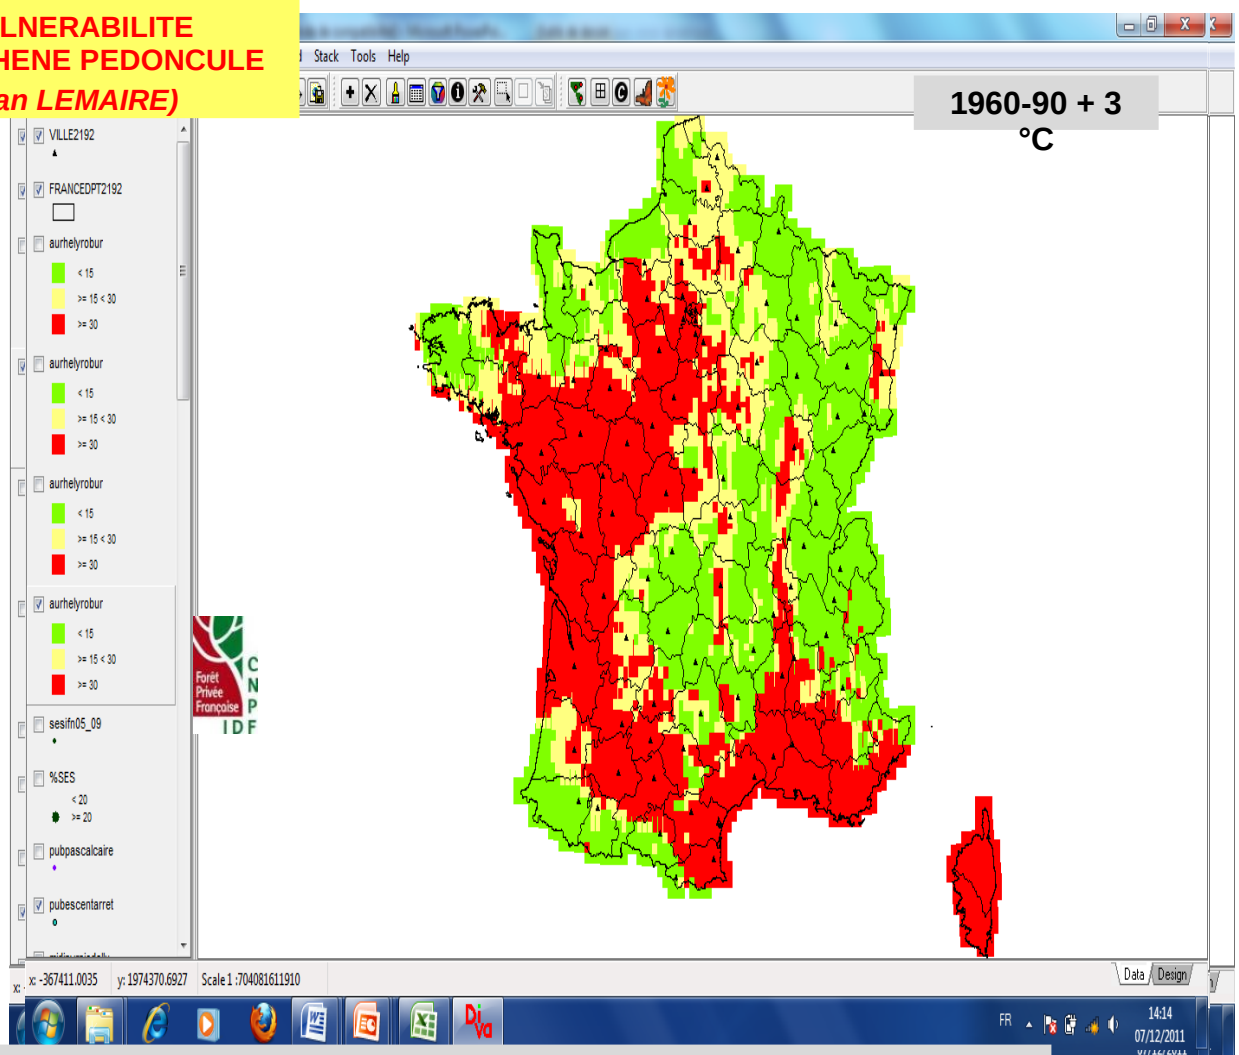 LNERABILITE
HENE PEDONCULE
an LEMAIRE)
Stack Tools Help
1960-90 + 3
°C
VILLE2192
FRANCEDPT2192
aurhelyrobur
< 15
>= 15 < 30
>= 30
aurhelyrobur
< 15
>= 15 < 30
>= 30
aurhelyrobur
< 15
>= 15 < 30
>= 30
aurhelyrobur
< 15
>= 15 < 30
>= 30
Forêt
Privée
Française
C
N
P
IDF
sesifn05_09
%SES
< 20
>= 20
pubpascalcaire
pubescentarret
x: -367411.0035 y: 1974370.6927 Scale 1 :704081611910
Data Design
x:
Di
va
FR
14:14
07/12/2011